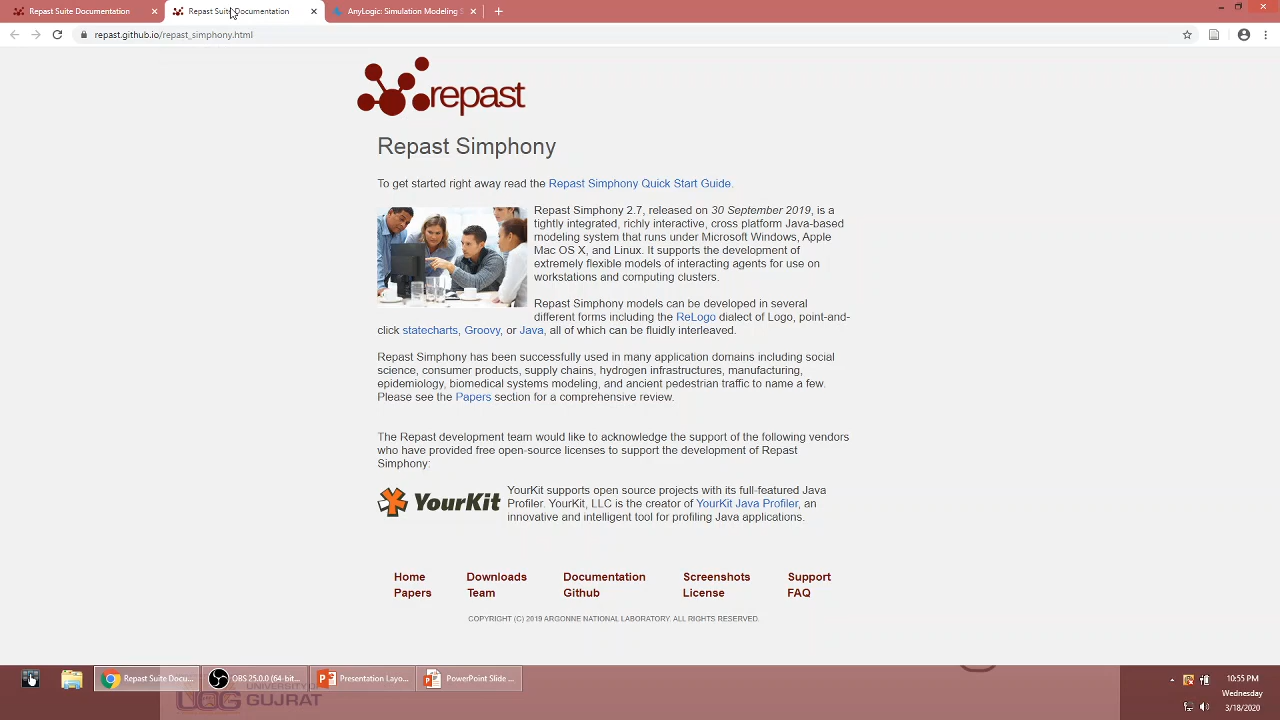 Repast Suite Documentation
Repast Suite Documentation
AnyLogic: Simulation Modeling S
repast.github.io/repast_simphony.html
repast
Repast Simphony
To get started right away read the Repast Simphony Quick Start Guide.
Repast Simphony 2.7, released on 30 September 2019, is a
tightly integrated, richly interactive, cross platform Java-based
modeling system that runs under Microsoft Windows, Apple
Mac OS X, and Linux. It supports the development of
extremely flexible models of interacting agents for use on
workstations and computing clusters.
Repast Simphony models can be developed in several
different forms including the ReLogo dialect of Logo, point-and-
click statecharts, Groovy, or Java, all of which can be fluidly interleaved.
Repast Simphony has been successfully used in many application domains including social
science, consumer products, supply chains, hydrogen infrastructures, manufacturing,
epidemiology, biomedical systems modeling, and ancient pedestrian traffic to name a few.
Please see the Papers section for a comprehensive review.
The Repast development team would like to acknowledge the support of the following vendors
who have provided free open-source licenses to support the development of Repast
Simphony:
YourKit
YourKit supports open source projects with its full-featured Java
Profiler. YourKit, LLC is the creator of YourKit Java Profiler, an
innovative and intelligent tool for profiling Java applications.
Home Downloads Documentation Screenshots Support
Papers Team Github License FAQ
COPYRIGHT (C) 2019 ARGONNE NATIONAL LABORATORY. ALL RIGHTS RESERVED.
Repast Suite Docu...
OBS 25.0.0 (64-bit...
Presentation Layo...
PowerPoint Slide ...
10:55 PM
Wednesday
3/18/2020
UNIVERSITY OF
GUJRAT